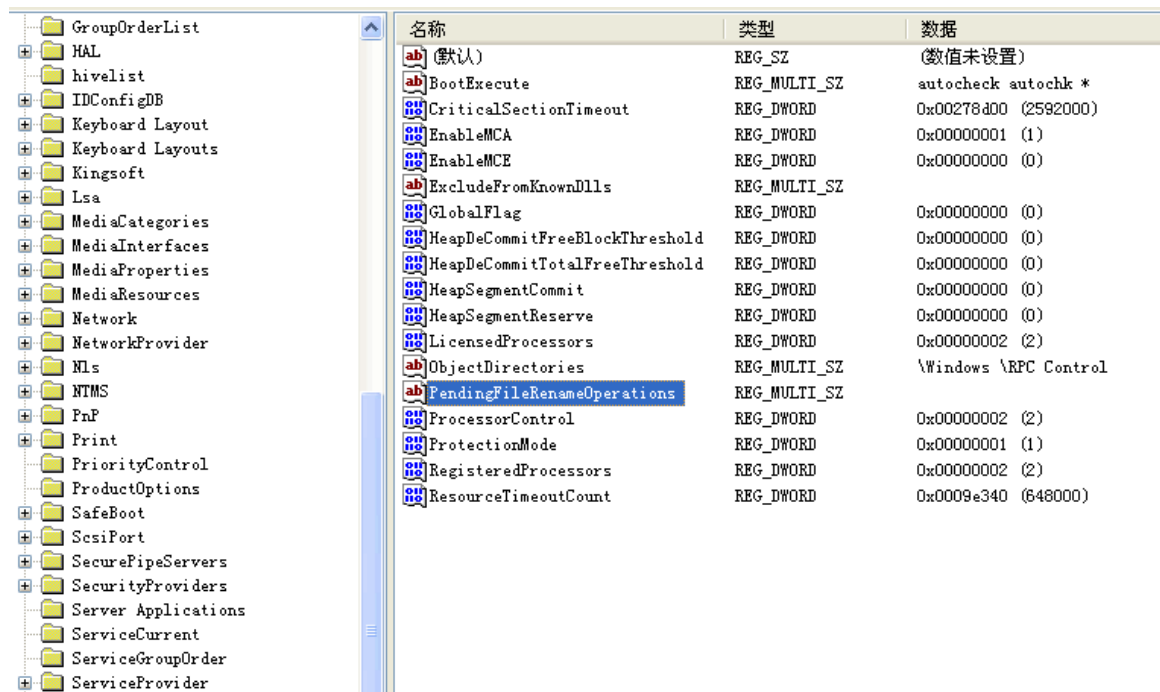 GroupOrderList
HAL
hivelist
IDConfigDB
Keyboard Layout
Keyboard Layouts
Kingsoft
Lsa
MediaCategories
MediaInterfaces
MediaProperties
MediaResources
Network
NetworkProvider
Nls
NTMS
PnP
Print
PriorityControl
ProductOptions
SafeBoot
ScsiPort
SecurePipeServers
SecurityProviders
Server Applications
ServiceCurrent
ServiceGroupOrder
ServiceProvider
名称 类型 数据
(默认) REG_SZ (数值未设置)
BootExecute REG_MULTI_SZ autocheck autochk *
CriticalSectionTimeout REG_DWORD 0x00278d00 (2592000)
EnableMCA REG_DWORD 0x00000001 (1)
EnableMCE REG_DWORD 0x00000000 (0)
ExcludeFromKnownDlls REG_MULTI_SZ
GlobalFlag REG_DWORD 0x00000000 (0)
HeapDeCommitFreeBlockThreshold REG_DWORD 0x00000000 (0)
HeapDeCommitTotalFreeThreshold REG_DWORD 0x00000000 (0)
HeapSegmentCommit REG_DWORD 0x00000000 (0)
HeapSegmentReserve REG_DWORD 0x00000000 (0)
LicensedProcessors REG_DWORD 0x00000002 (2)
ObjectDirectories REG_MULTI_SZ \Windows \RPC Control
PendingFileRenameOperations REG_MULTI_SZ
ProcessorControl REG_DWORD 0x00000002 (2)
ProtectionMode REG_DWORD 0x00000001 (1)
RegisteredProcessors REG_DWORD 0x00000002 (2)
ResourceTimeoutCount REG_DWORD 0x0009e340 (648000)